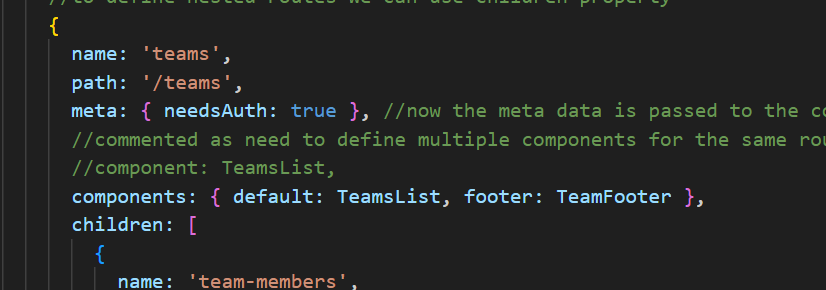 //to define nested routes we can use children property
{
name: 'teams',
path: '/teams',
meta: { needsAuth: true }, //now the meta data is passed to the
//commented as need to define multiple components for the same
//component: TeamsList,
components: { default: TeamsList, footer: TeamFooter },
children: [
{
name: 'team-members',